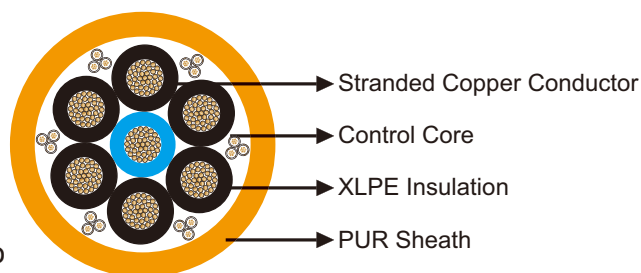 Stranded Copper Conductor
Control Core
XLPE Insulation
PUR Sheath